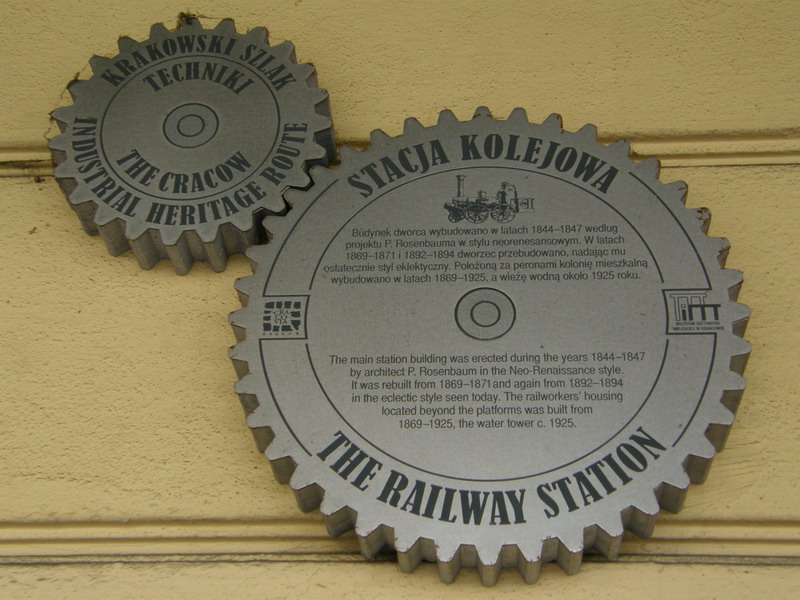 KRAKOWSKI SZLAK
TECHNIKI
THE CRACOW
INDUSTRIAL HERITAGE ROUTE
STACJA KOLEJOWA
Budynek dworca wybudowano w latach 1844–1847 według
projektu P. Rosenbauma w stylu neorenesansowym. W latach
1869–1871 i 1892–1894 dworzec przebudowano, nadając mu
ostatecznie styl eklektyczny. Położoną za peronami kolonię mieszkalną
wybudowano w latach 1869–1925, a wieżę wodną około 1925 roku.
The main station building was erected during the years 1844–1847
by architect P. Rosenbaum in the Neo-Renaissance style.
It was rebuilt from 1869–1871 and again from 1892–1894
in the eclectic style seen today. The railworkers' housing
located beyond the platforms was built from
1869–1925, the water tower c. 1925.
THE RAILWAY STATION